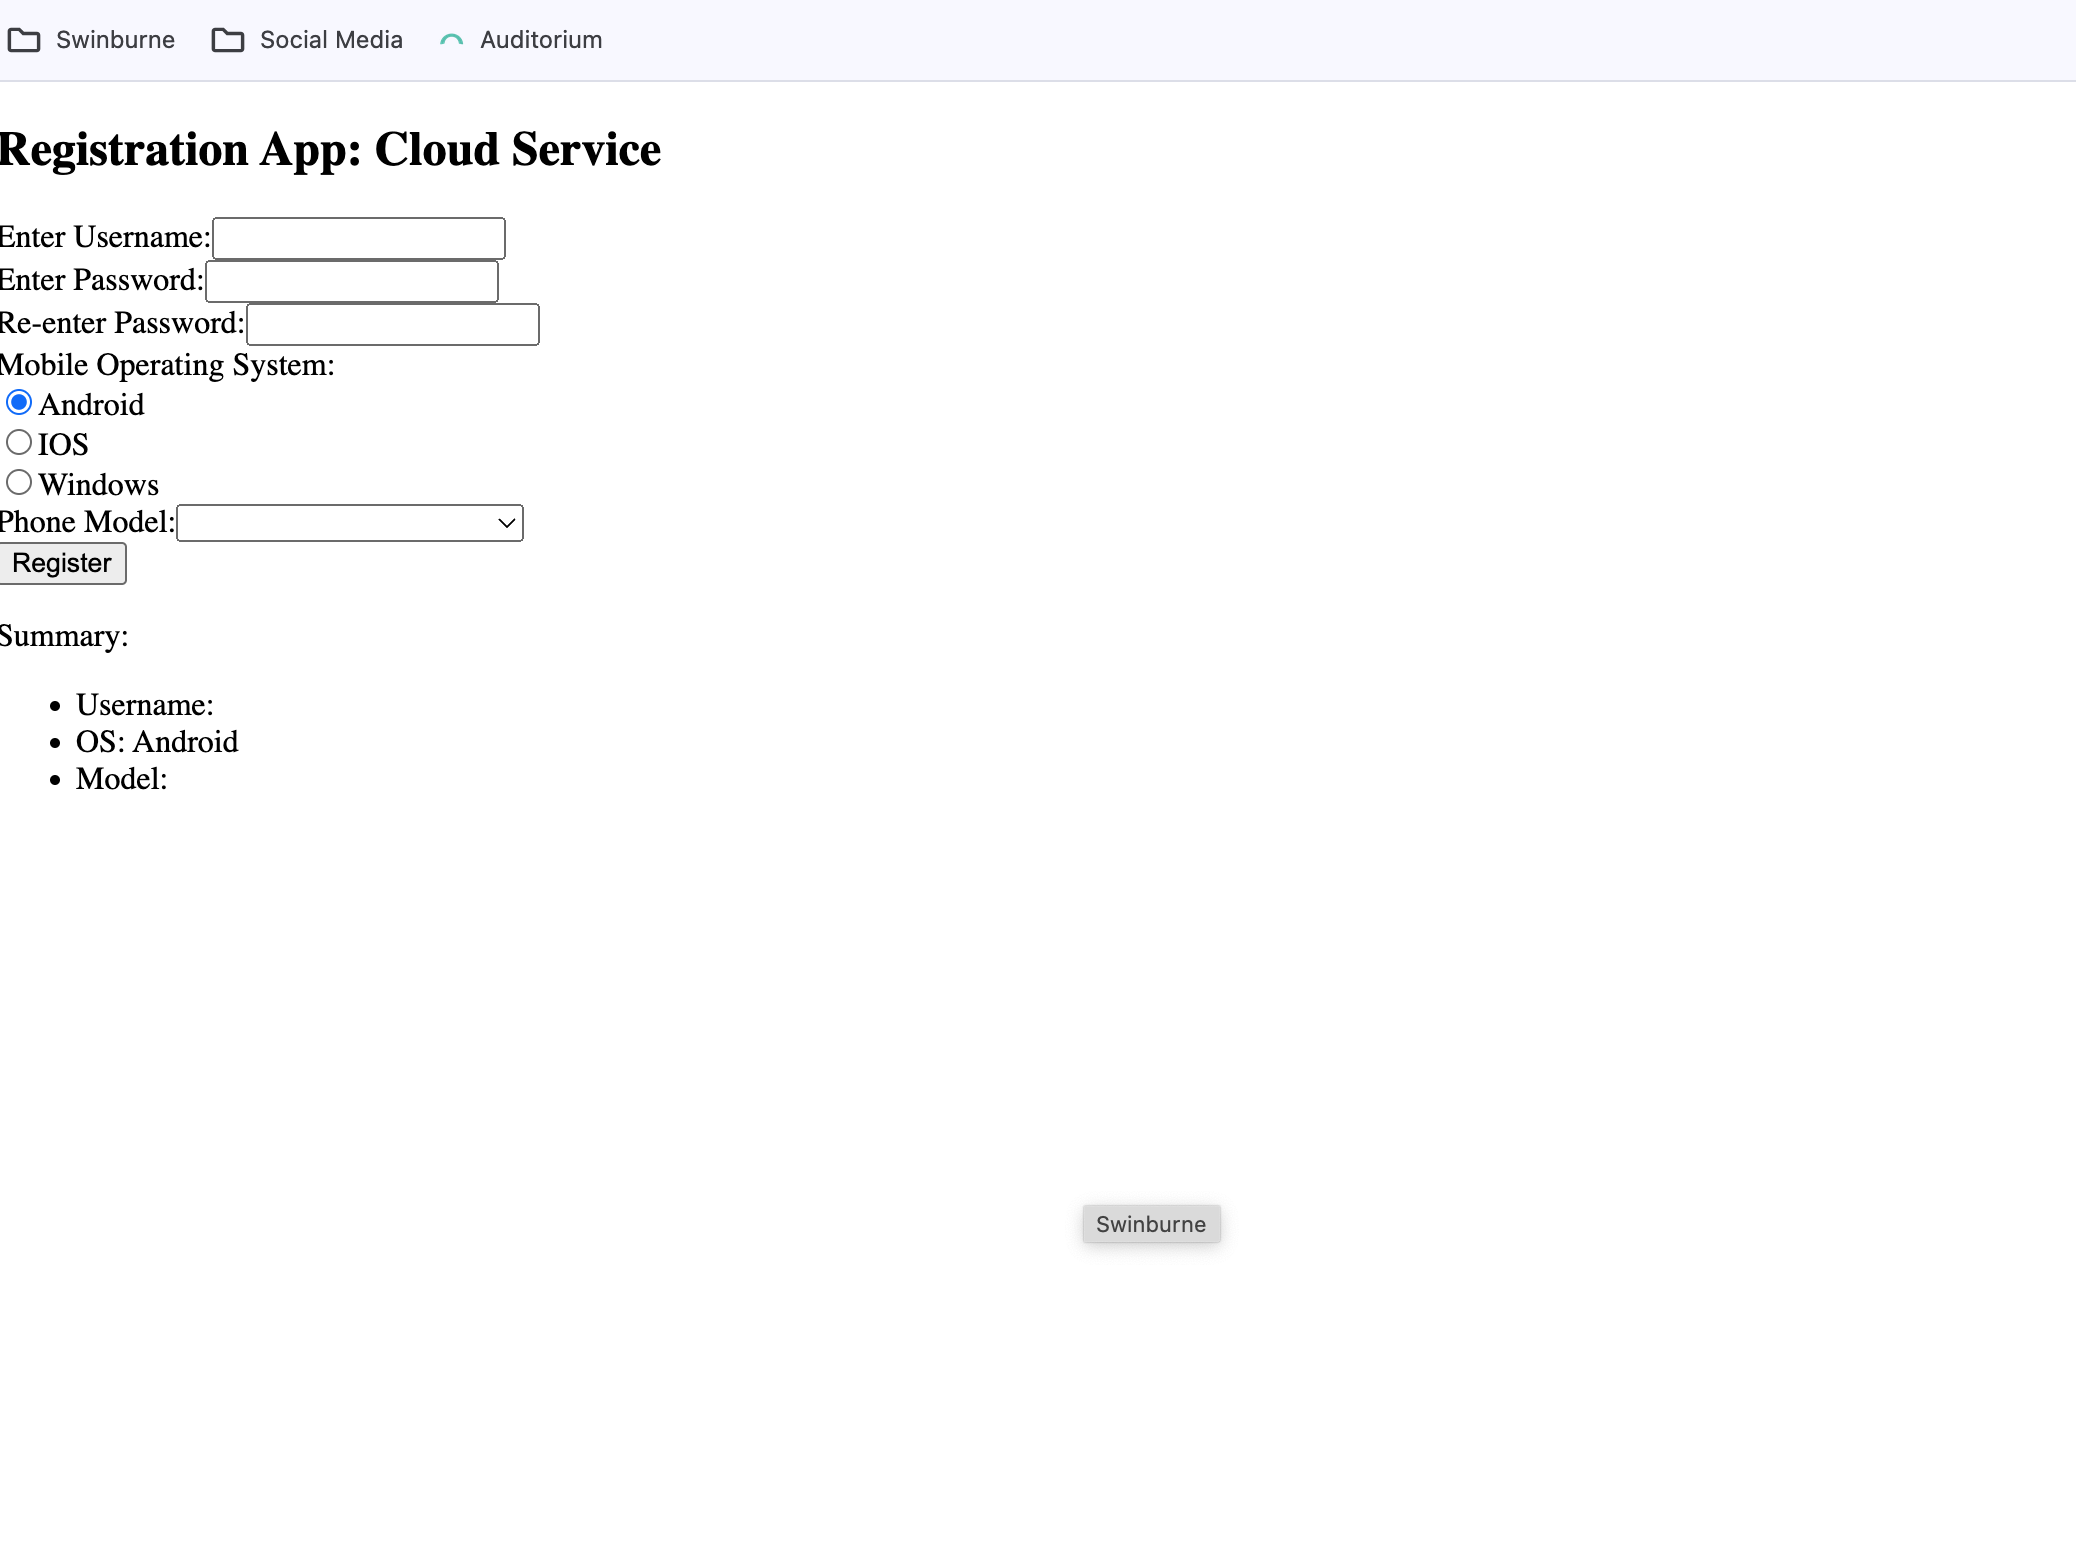 Swinburne Social Media Auditorium
Registration App: Cloud Service
Enter Username:
Enter Password:
Re-enter Password:
Mobile Operating System:
Android
IOS
Windows
Phone Model:
Register
Summary:
Username:
OS: Android
Model:
Swinburne